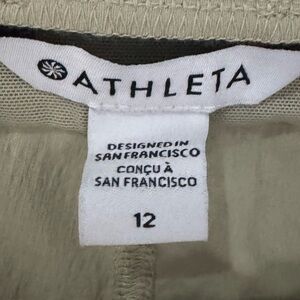 ATHLETA
DESIGNED IN
SAN FRANCISCO
CONÇU À
SAN FRANCISCO
12